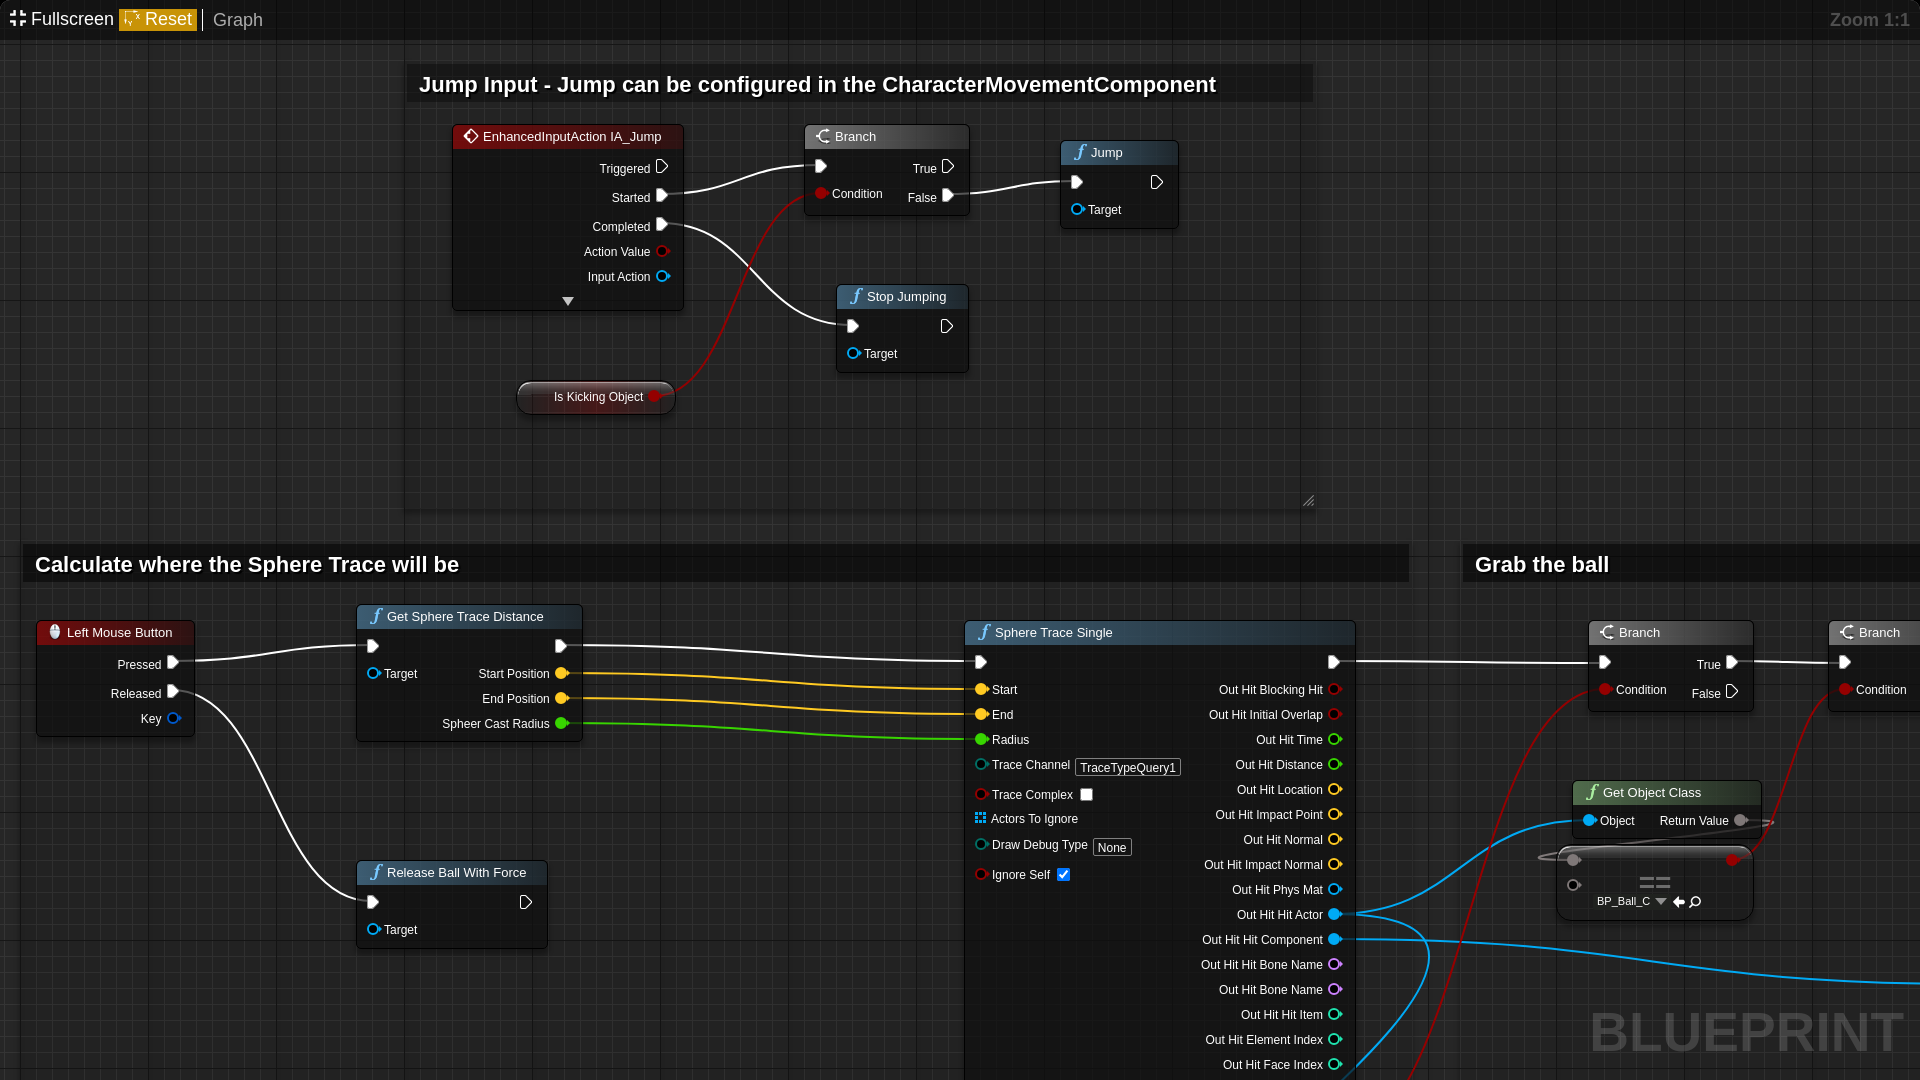 Fullscreen Reset Graph
Zoom 1:1
Jump Input - Jump can be configured in the CharacterMovementComponent
EnhancedInputAction IA_Jump
Triggered
Started
Completed
Action Value
Input Action
Branch
True
Condition
False
Jump
Target
Stop Jumping
Target
Is Kicking Object
Calculate where the Sphere Trace will be
Left Mouse Button
Pressed
Released
Key
Get Sphere Trace Distance
Target
Start Position
End Position
Spheer Cast Radius
Release Ball With Force
Target
Sphere Trace Single
Start
End
Radius
Trace Channel TraceTypeQuery1
Trace Complex
Actors To Ignore
Draw Debug Type None
Ignore Self
Out Hit Blocking Hit
Out Hit Initial Overlap
Out Hit Time
Out Hit Distance
Out Hit Location
Out Hit Impact Point
Out Hit Normal
Out Hit Impact Normal
Out Hit Phys Mat
Out Hit Hit Actor
Out Hit Hit Component
Out Hit Hit Bone Name
Out Hit Bone Name
Out Hit Hit Item
Out Hit Element Index
Out Hit Face Index
Grab the ball
Branch
True
Condition
False
Branch
Condition
Get Object Class
Object
Return Value
BP_Ball_C
BLUEPRINT